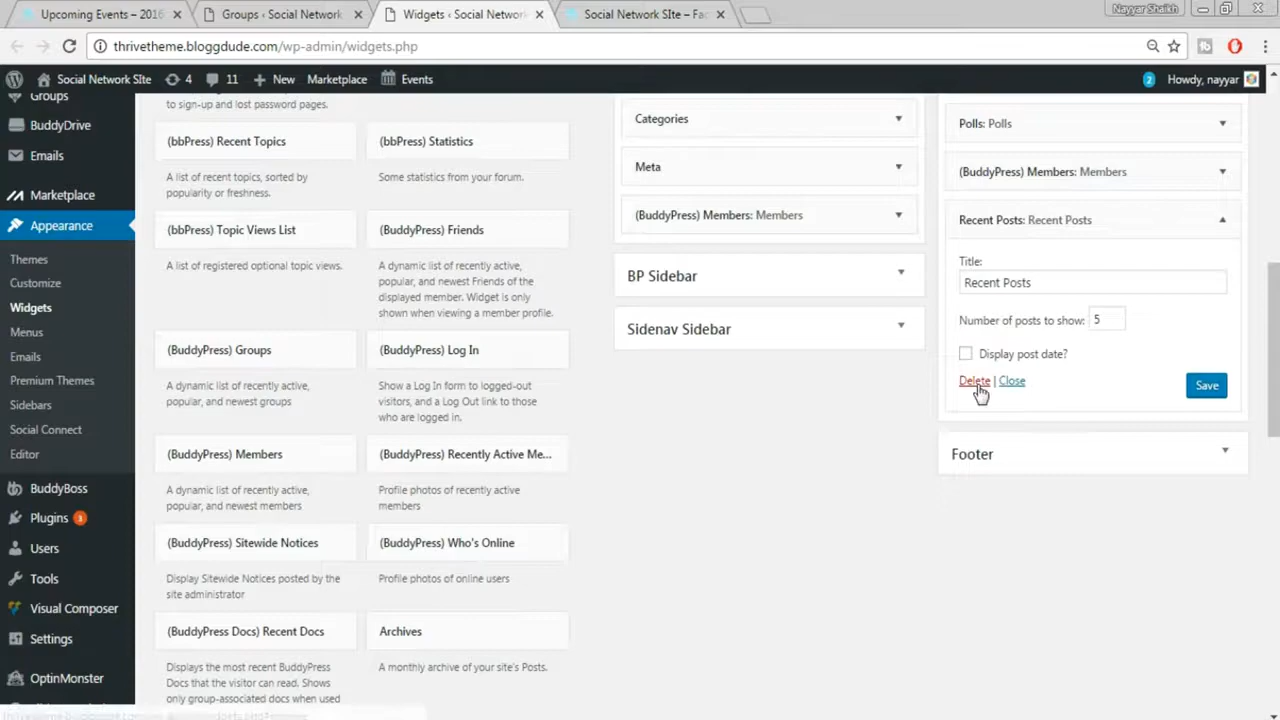 Upcoming Events – 2016
Groups ‹ Social Network
Widgets ‹ Social Network
Social Network SIte – Fac
Nayyar Shaikh
thrivetheme.bloggdude.com/wp-admin/widgets.php
Social Network SIte
4
11
New
Marketplace
Events
2
Howdy, nayyar
Groups
BuddyDrive
Emails
Marketplace
Appearance
Themes
Customize
Widgets
Menus
Emails
Premium Themes
Sidebars
Social Connect
Editor
BuddyBoss
Plugins 3
Users
Tools
Visual Composer
Settings
OptinMonster
to sign-up and lost password pages.
(bbPress) Recent Topics
A list of recent topics, sorted by
popularity or freshness.
(bbPress) Statistics
Some statistics from your forum.
(bbPress) Topic Views List
A list of registered optional topic views.
(BuddyPress) Friends
A dynamic list of recently active,
popular, and newest Friends of the
displayed member. Widget is only
shown when viewing a member profile.
(BuddyPress) Groups
A dynamic list of recently active,
popular, and newest groups
(BuddyPress) Log In
Show a Log In form to logged-out
visitors, and a Log Out link to those
who are logged in.
(BuddyPress) Members
A dynamic list of recently active,
popular, and newest members
(BuddyPress) Recently Active Me...
Profile photos of recently active
members
(BuddyPress) Sitewide Notices
Display Sitewide Notices posted by the
site administrator
(BuddyPress) Who's Online
Profile photos of online users
(BuddyPress Docs) Recent Docs
Displays the most recent BuddyPress
Docs that the visitor can read. Shows
only group-associated docs when used
Archives
A monthly archive of your site's Posts.
Categories
Meta
(BuddyPress) Members: Members
BP Sidebar
Sidenav Sidebar
Polls: Polls
(BuddyPress) Members: Members
Recent Posts: Recent Posts
Title:
Recent Posts
Number of posts to show: 5
Display post date?
Delete | Close
Save
Footer